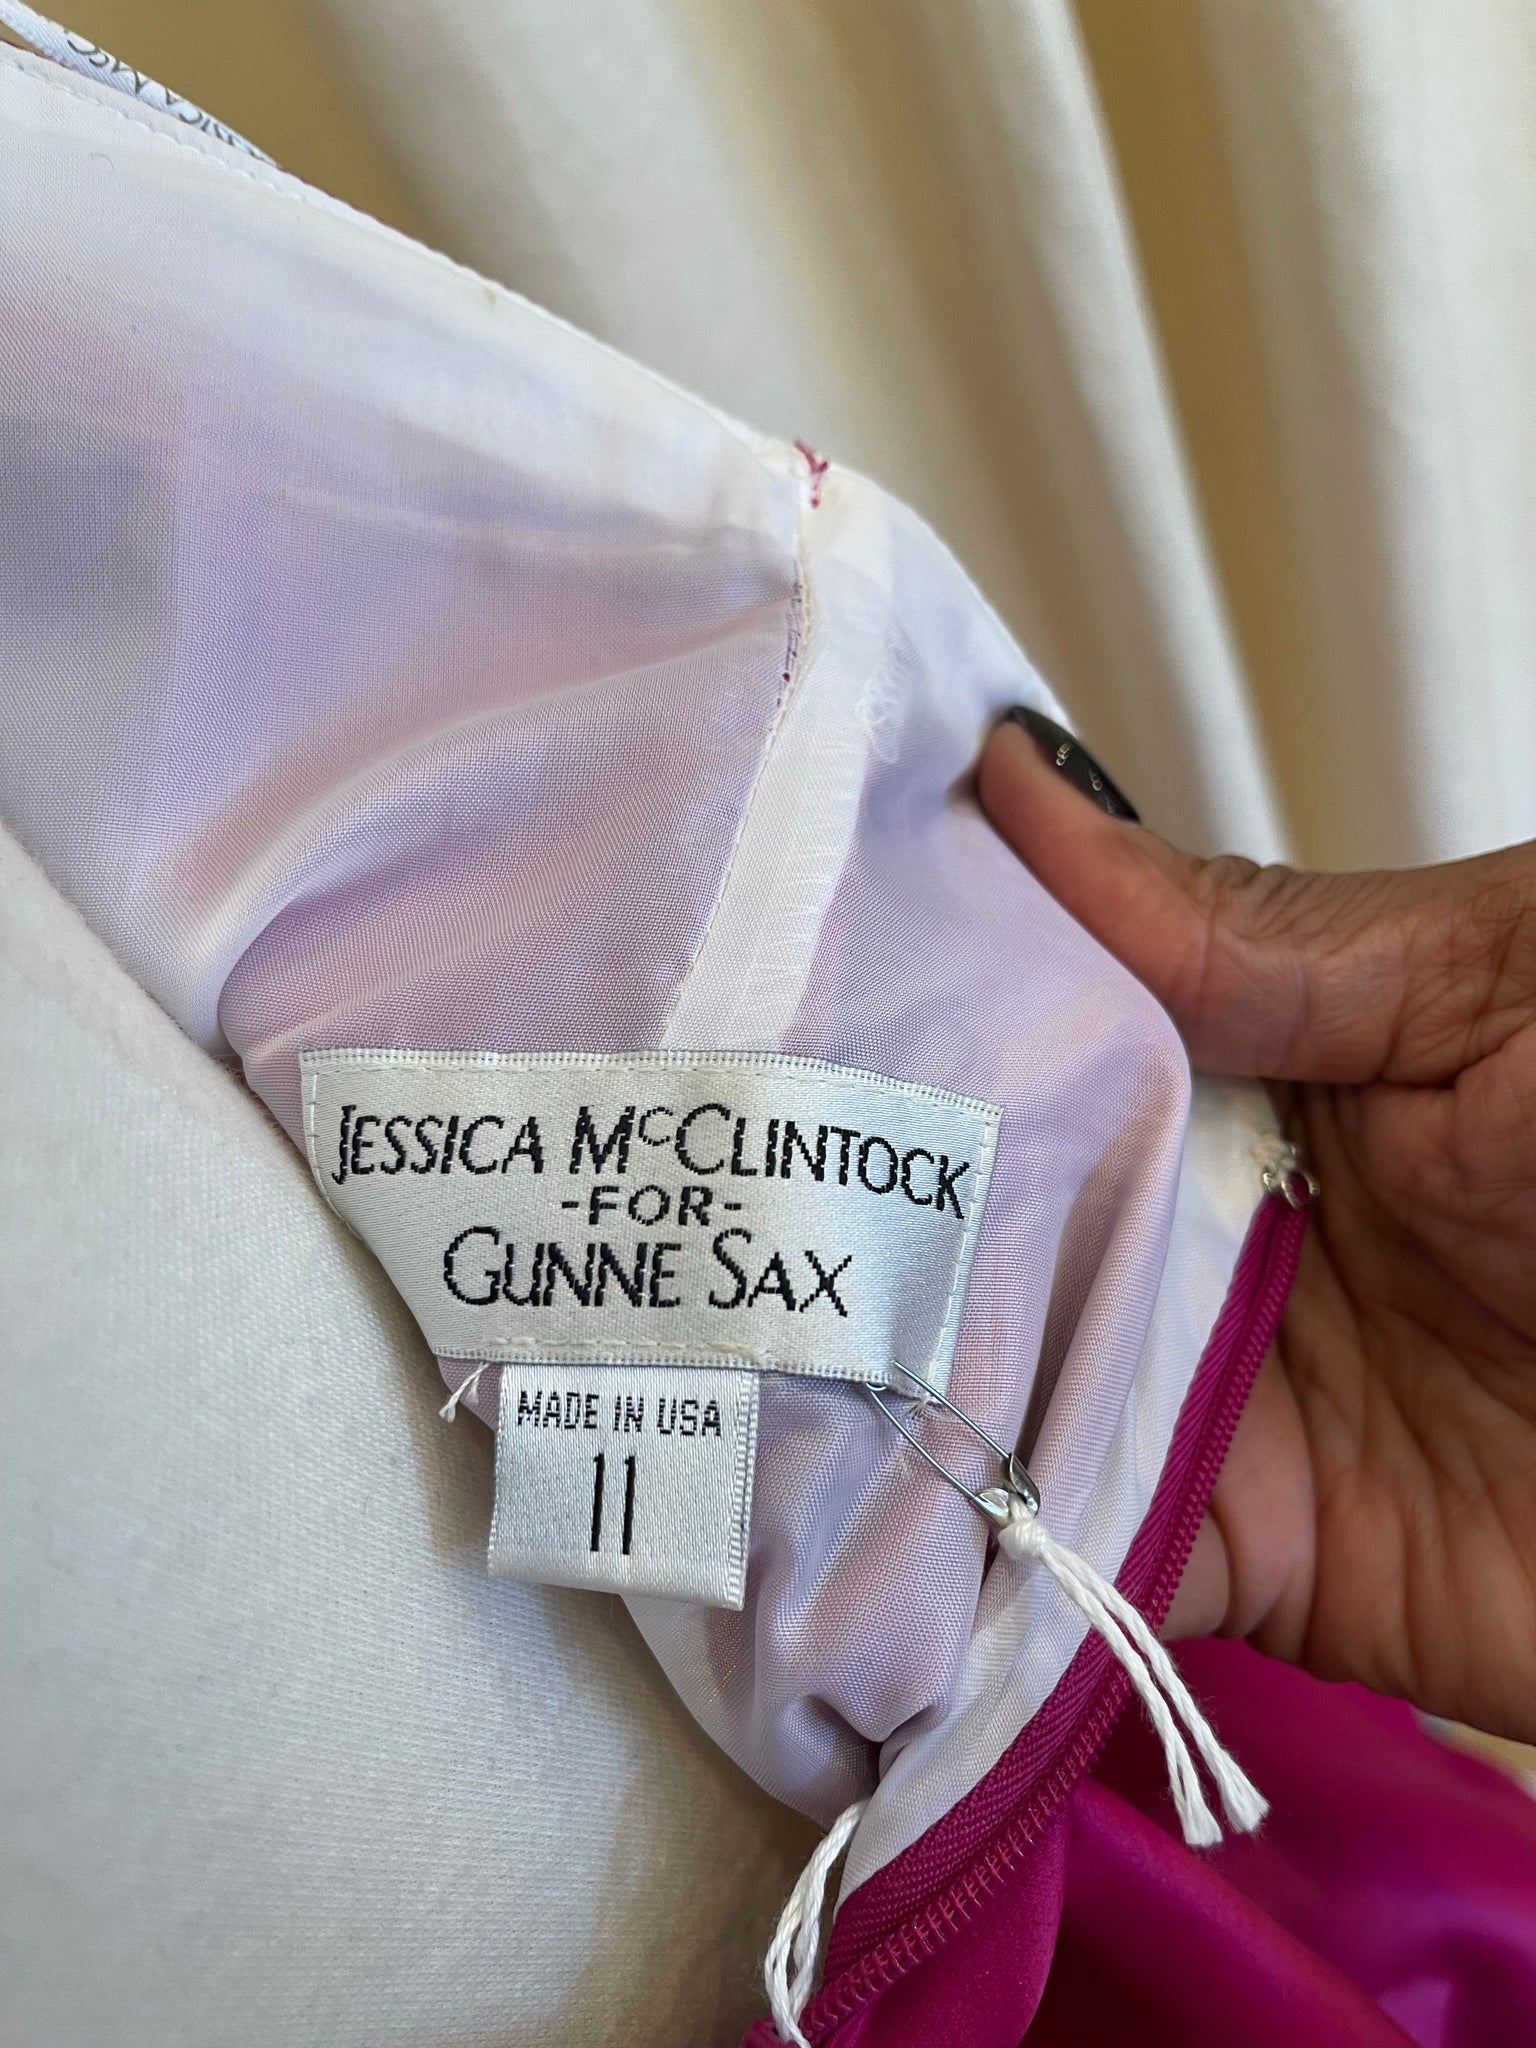 JESSICA McCLINTOCK
-FOR-
GUNNE SAX
MADE IN USA
11